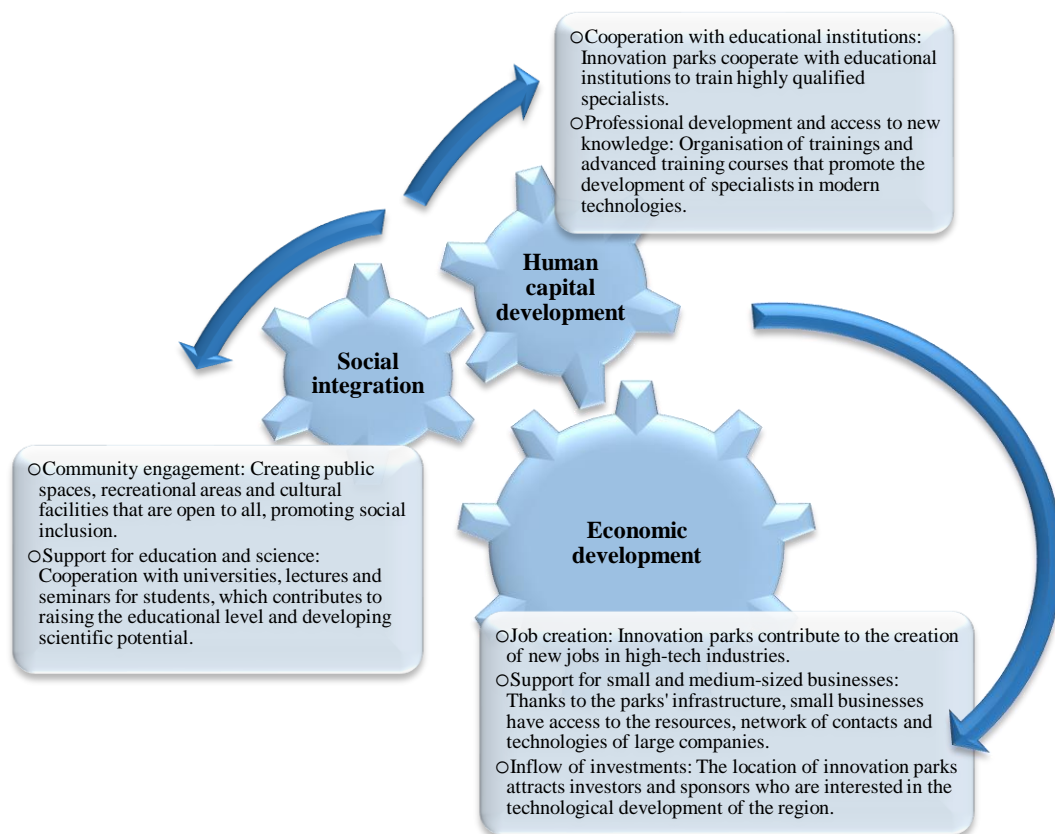 ○Cooperation with educational institutions:
Innovation parks cooperate with educational
institutions to train highly qualified
specialists.
○Professional development and access to new
knowledge: Organisation of trainings and
advanced training courses that promote the
development of specialists in modern
technologies.
Human
capital
development
Social
integration
○Community engagement: Creating public
spaces, recreational areas and cultural
facilities that are open to all, promoting social
inclusion.
○Support for education and science:
Cooperation with universities, lectures and
seminars for students, which contributes to
raising the educational level and developing
scientific potential.
Economic
development
○Job creation: Innovation parks contribute to the creation
of new jobs in high-tech industries.
○Support for small and medium-sized businesses:
Thanks to the parks' infrastructure, small businesses
have access to the resources, network of contacts and
technologies of large companies.
○Inflow of investments: The location of innovation parks
attracts investors and sponsors who are interested in the
technological development of the region.